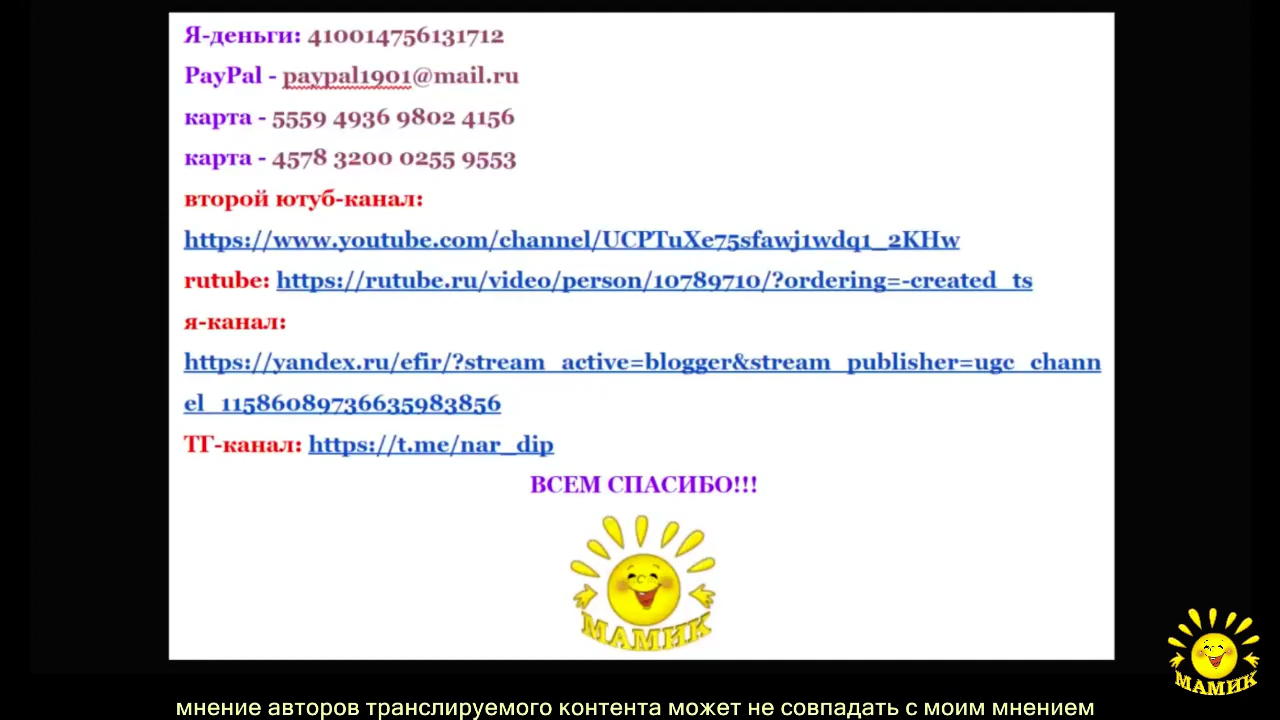 Я-деньги: 410014756131712
PayPal - paypal1901@mail.ru
карта - 5559 4936 9802 4156
карта - 4578 3200 0255 9553
второй ютуб-канал:
https://www.youtube.com/channel/UCPTuXe75sfawj1wdq1_2KHw
rutube: https://rutube.ru/video/person/10789710/?ordering=-created_ts
я-канал:
https://yandex.ru/efir/?stream_active=blogger&stream_publisher=ugc_chann
el_11586089736635983856
ТГ-канал: https://t.me/nar_dip
ВСЕМ СПАСИБО!!!
МАМИК
МАМИК
мнение авторов транслируемого контента может не совпадать с моим мнением